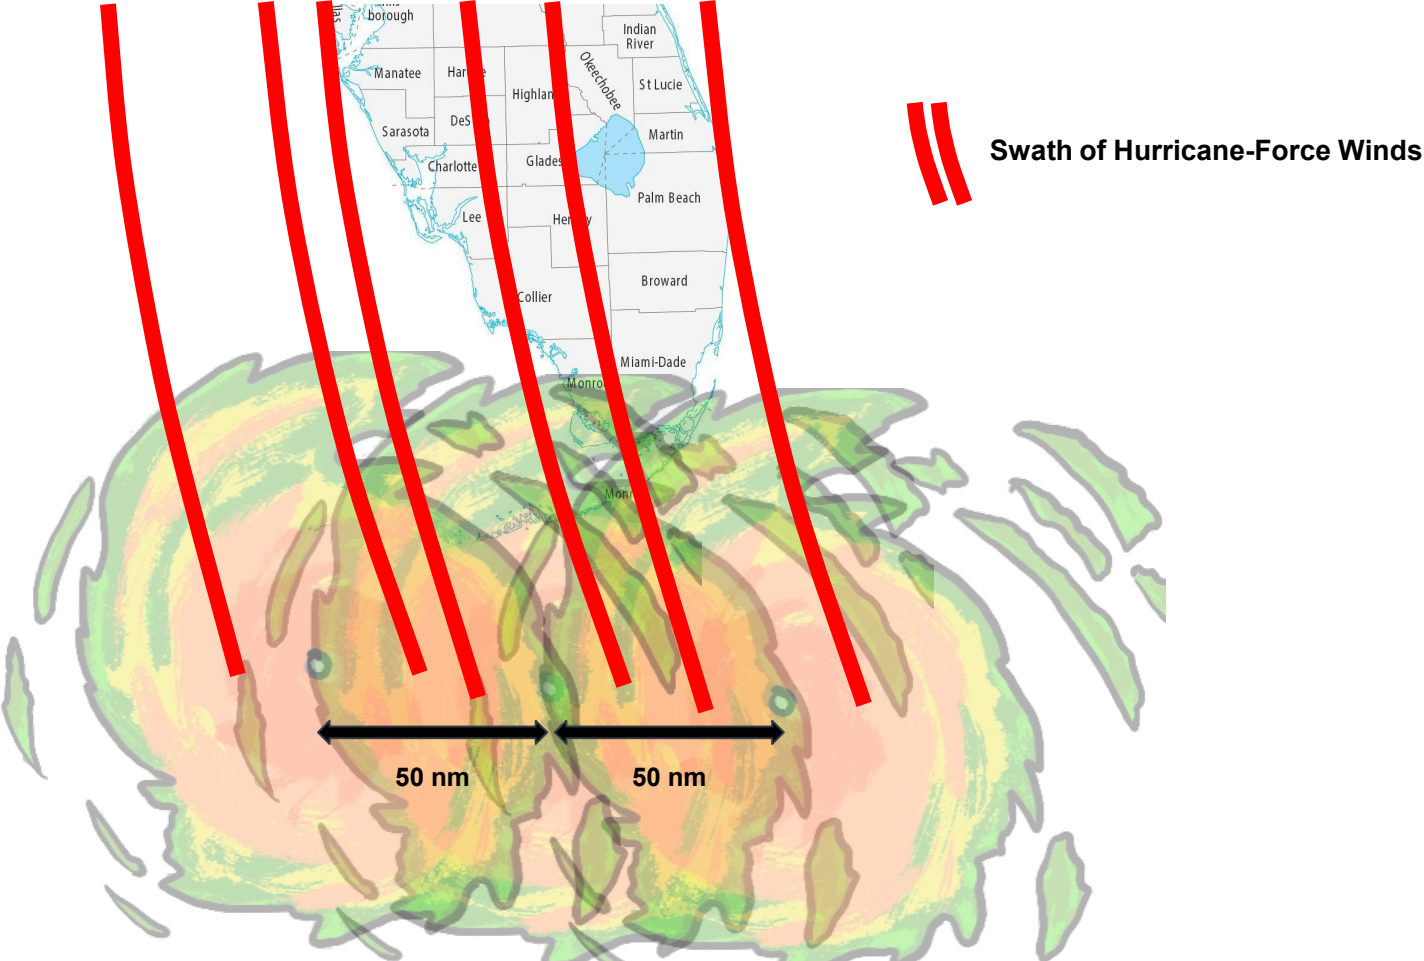 borough
Indian
River
Okeechobee
Manatee
St Lucie
Sarasota
Martin
Charlotte
Glades
Palm Beach
Lee
Broward
Collier
Miami-Dade
Swath of Hurricane-Force Winds
50 nm
50 nm